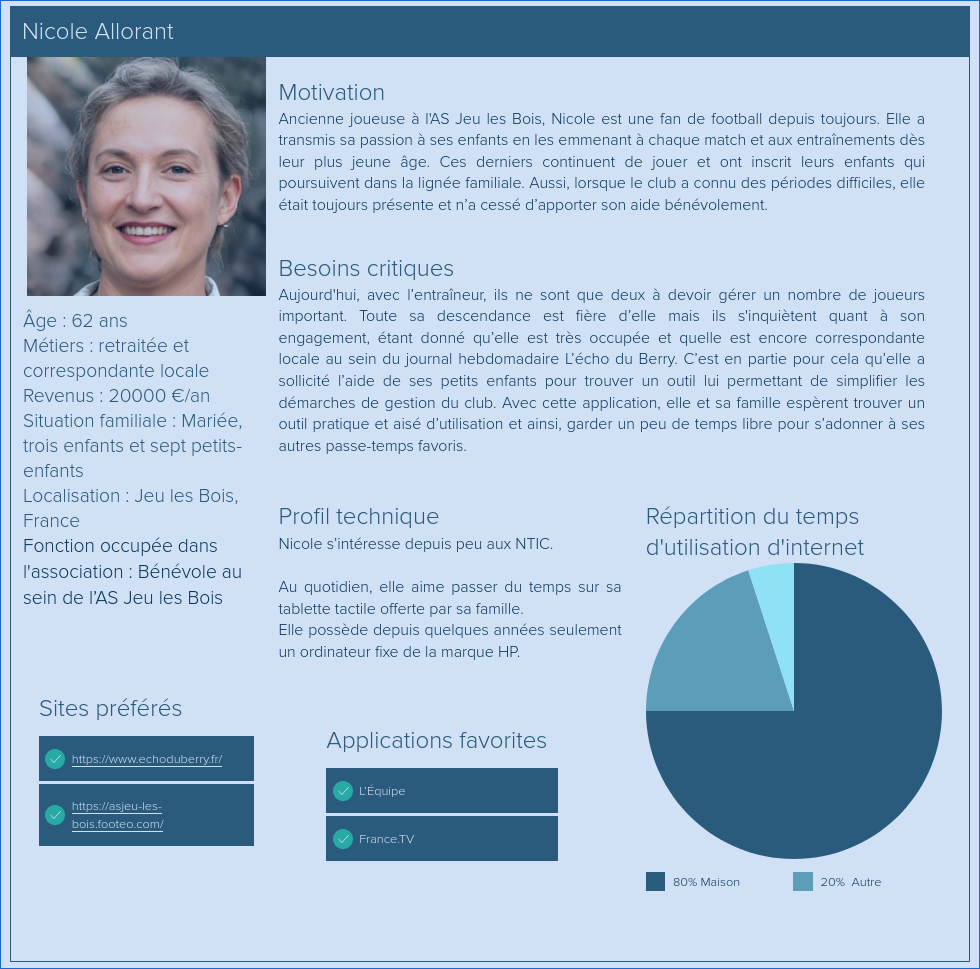 Nicole Allorant
Motivation
Ancienne joueuse à l'AS Jeu les Bois, Nicole est une fan de football depuis toujours. Elle a
transmis sa passion à ses enfants en les emmenant à chaque match et aux entraînements dès
leur plus jeune âge. Ces derniers continuent de jouer et ont inscrit leurs enfants qui
poursuivent dans la lignée familiale. Aussi, lorsque le club a connu des périodes difficiles, elle
était toujours présente et n’a cessé d’apporter son aide bénévolement.
Besoins critiques
Aujourd'hui, avec l’entraîneur, ils ne sont que deux à devoir gérer un nombre de joueurs
important. Toute sa descendance est fière d’elle mais ils s'inquiètent quant à son
engagement, étant donné qu’elle est très occupée et quelle est encore correspondante
locale au sein du journal hebdomadaire L’écho du Berry. C’est en partie pour cela qu’elle a
sollicité l’aide de ses petits enfants pour trouver un outil lui permettant de simplifier les
démarches de gestion du club. Avec cette application, elle et sa famille espèrent trouver un
outil pratique et aisé d’utilisation et ainsi, garder un peu de temps libre pour s’adonner à ses
autres passe-temps favoris.
Âge : 62 ans
Métiers : retraitée et
correspondante locale
Revenus : 20000 €/an
Situation familiale : Mariée,
trois enfants et sept petits-
enfants
Localisation : Jeu les Bois,
France
Fonction occupée dans
l'association : Bénévole au
sein de l’AS Jeu les Bois
Profil technique
Nicole s’intéresse depuis peu aux NTIC.
Au quotidien, elle aime passer du temps sur sa
tablette tactile offerte par sa famille.
Elle possède depuis quelques années seulement
un ordinateur fixe de la marque HP.
Répartition du temps
d'utilisation d'internet
80% Maison
20% Autre
Sites préférés
https://www.echoduberry.fr/
https://asjeu-les-
bois.footeo.com/
Applications favorites
L’Équipe
France.TV